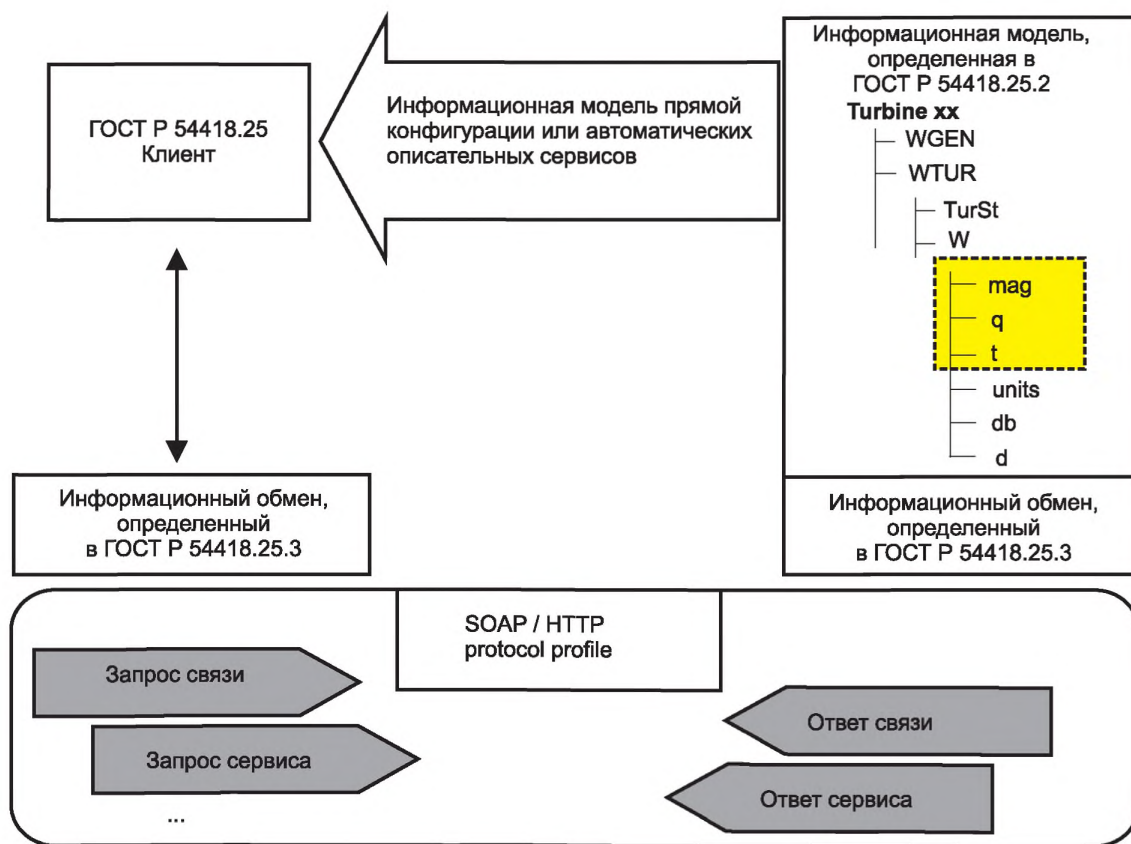 ГОСТ Р 54418.25
Клиент
Информационная модель прямой
конфигурации или автоматических
описательных сервисов
Информационная модель,
определенная в
ГОСТ Р 54418.25.2
Turbine xx
WGEN
WTUR
TurSt
W
mag
q
t
units
db
d
Информационный обмен,
определенный
в ГОСТ Р 54418.25.3
Информационный обмен,
определенный
в ГОСТ Р 54418.25.3
SOAP / HTTP
protocol profile
Запрос связи
Запрос сервиса
...
Ответ связи
Ответ сервиса